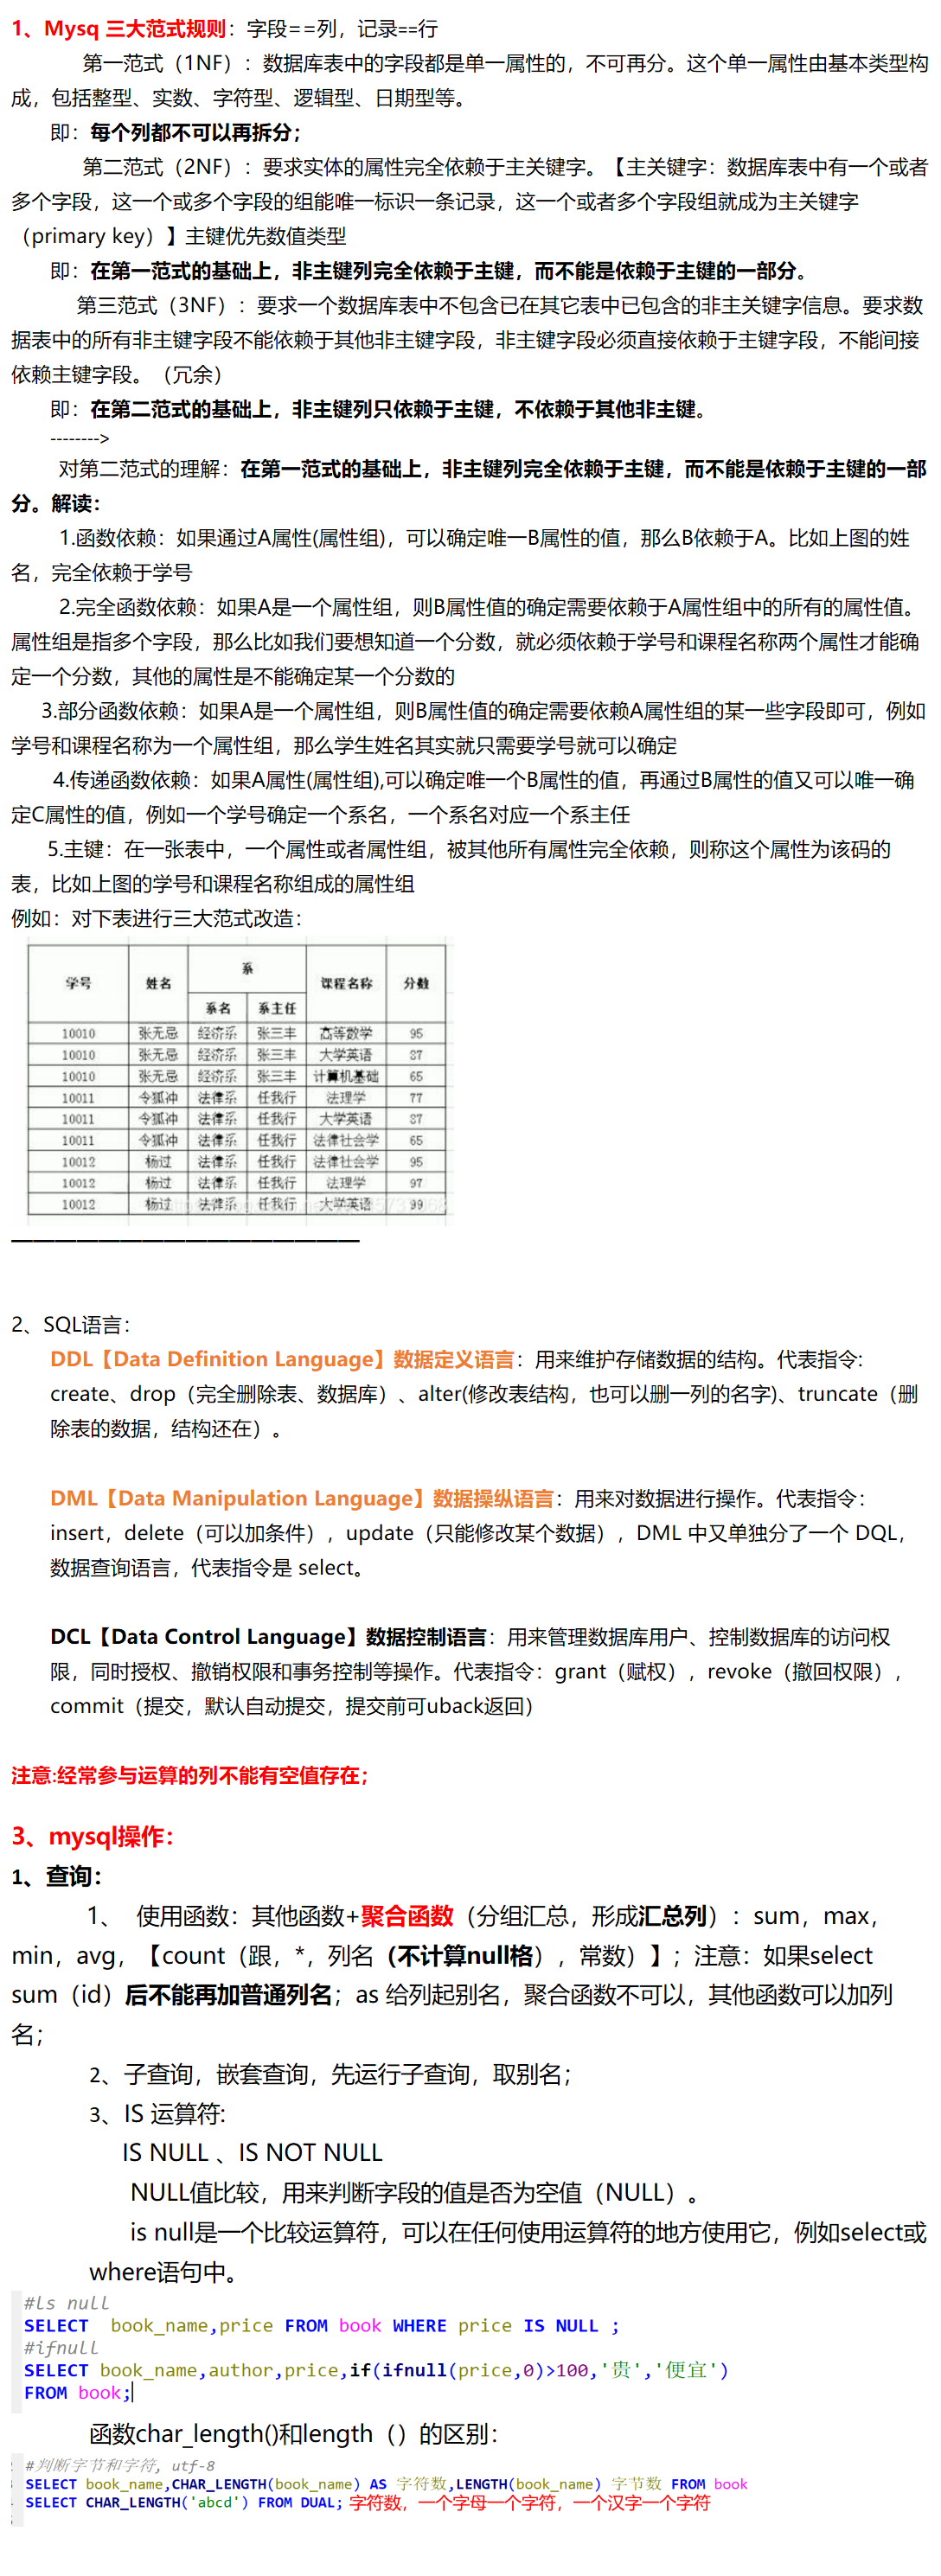 1、Mysq 三大范式规则：字段==列，记录==行
第一范式（1NF）：数据库表中的字段都是单一属性的，不可再分。这个单一属性由基本类型构
成，包括整型、实数、字符型、逻辑型、日期型等。
即：每个列都不可以再拆分；
第二范式（2NF）：要求实体的属性完全依赖于主关键字。【主关键字：数据库表中有一个或者
多个字段，这一个或多个字段的组能唯一标识一条记录，这一个或者多个字段组就成为主关键字
（primary key）】主键优先数值类型
即：在第一范式的基础上，非主键列完全依赖于主键，而不能是依赖于主键的一部分。
第三范式（3NF）：要求一个数据库表中不包含已在其它表中已包含的非主关键字信息。要求数
据表中的所有非主键字段不能依赖于其他非主键字段，非主键字段必须直接依赖于主键字段，不能间接
依赖主键字段。（冗余）
即：在第二范式的基础上，非主键列只依赖于主键，不依赖于其他非主键。
-------->
对第二范式的理解：在第一范式的基础上，非主键列完全依赖于主键，而不能是依赖于主键的一部
分。解读：
1.函数依赖：如果通过A属性(属性组)，可以确定唯一B属性的值，那么B依赖于A。比如上图的姓
名，完全依赖于学号
2.完全函数依赖：如果A是一个属性组，则B属性值的确定需要依赖于A属性组中的所有的属性值。
属性组是指多个字段，那么比如我们要想知道一个分数，就必须依赖于学号和课程名称两个属性才能确
定一个分数，其他的属性是不能确定某一个分数的
3.部分函数依赖：如果A是一个属性组，则B属性值的确定需要依赖A属性组的某一些字段即可，例如
学号和课程名称为一个属性组，那么学生姓名其实就只需要学号就可以确定
4.传递函数依赖：如果A属性(属性组),可以确定唯一个B属性的值，再通过B属性的值又可以唯一确
定C属性的值，例如一个学号确定一个系名，一个系名对应一个系主任
5.主键：在一张表中，一个属性或者属性组，被其他所有属性完全依赖，则称这个属性为该码的
表，比如上图的学号和课程名称组成的属性组
例如：对下表进行三大范式改造：
学号 姓名 系 课程名称 分数
系名 系主任
10010 张无忌 经济系 张三丰 高等数学 95
10010 张无忌 经济系 张三丰 大学英语 87
10010 张无忌 经济系 张三丰 计算机基础 65
10011 令狐冲 法律系 任我行 法理学 77
10011 令狐冲 法律系 任我行 大学英语 87
10011 令狐冲 法律系 任我行 法律社会学 65
10012 杨过 法律系 任我行 法律社会学 95
10012 杨过 法律系 任我行 法理学 97
10012 杨过 法律系 任我行 大学英语 99
2、SQL语言：
DDL【Data Definition Language】数据定义语言：用来维护存储数据的结构。代表指令:
create、drop（完全删除表、数据库）、alter(修改表结构，也可以删一列的名字)、truncate（删
除表的数据，结构还在）。
DML【Data Manipulation Language】数据操纵语言：用来对数据进行操作。代表指令：
insert，delete（可以加条件），update（只能修改某个数据），DML 中又单独分了一个 DQL，
数据查询语言，代表指令是 select。
DCL【Data Control Language】数据控制语言：用来管理数据库用户、控制数据库的访问权
限，同时授权、撤销权限和事务控制等操作。代表指令：grant（赋权），revoke（撤回权限），
commit（提交，默认自动提交，提交前可uback返回）
注意:经常参与运算的列不能有空值存在；
3、mysql操作：
1、查询：
1、 使用函数：其他函数+聚合函数（分组汇总，形成汇总列）：sum，max，
min，avg，【count（跟，*，列名（不计算null格），常数）】；注意：如果select
sum（id）后不能再加普通列名；as 给列起别名，聚合函数不可以，其他函数可以加列
名；
2、子查询，嵌套查询，先运行子查询，取别名；
3、IS 运算符:
IS NULL 、IS NOT NULL
NULL值比较，用来判断字段的值是否为空值（NULL）。
is null是一个比较运算符，可以在任何使用运算符的地方使用它，例如select或
where语句中。
#ls null
SELECT book_name,price FROM book WHERE price IS NULL ;
#ifnull
SELECT book_name,author,price,if(ifnull(price,0)>100,'贵','便宜')
FROM book;
函数char_length()和length（）的区别：
#判断字节和字符, utf-8
SELECT book_name,CHAR_LENGTH(book_name) AS 字符数,LENGTH(book_name) 字节数 FROM book
SELECT CHAR_LENGTH('abcd') FROM DUAL; 字符数，一个字母一个字符，一个汉字一个字符